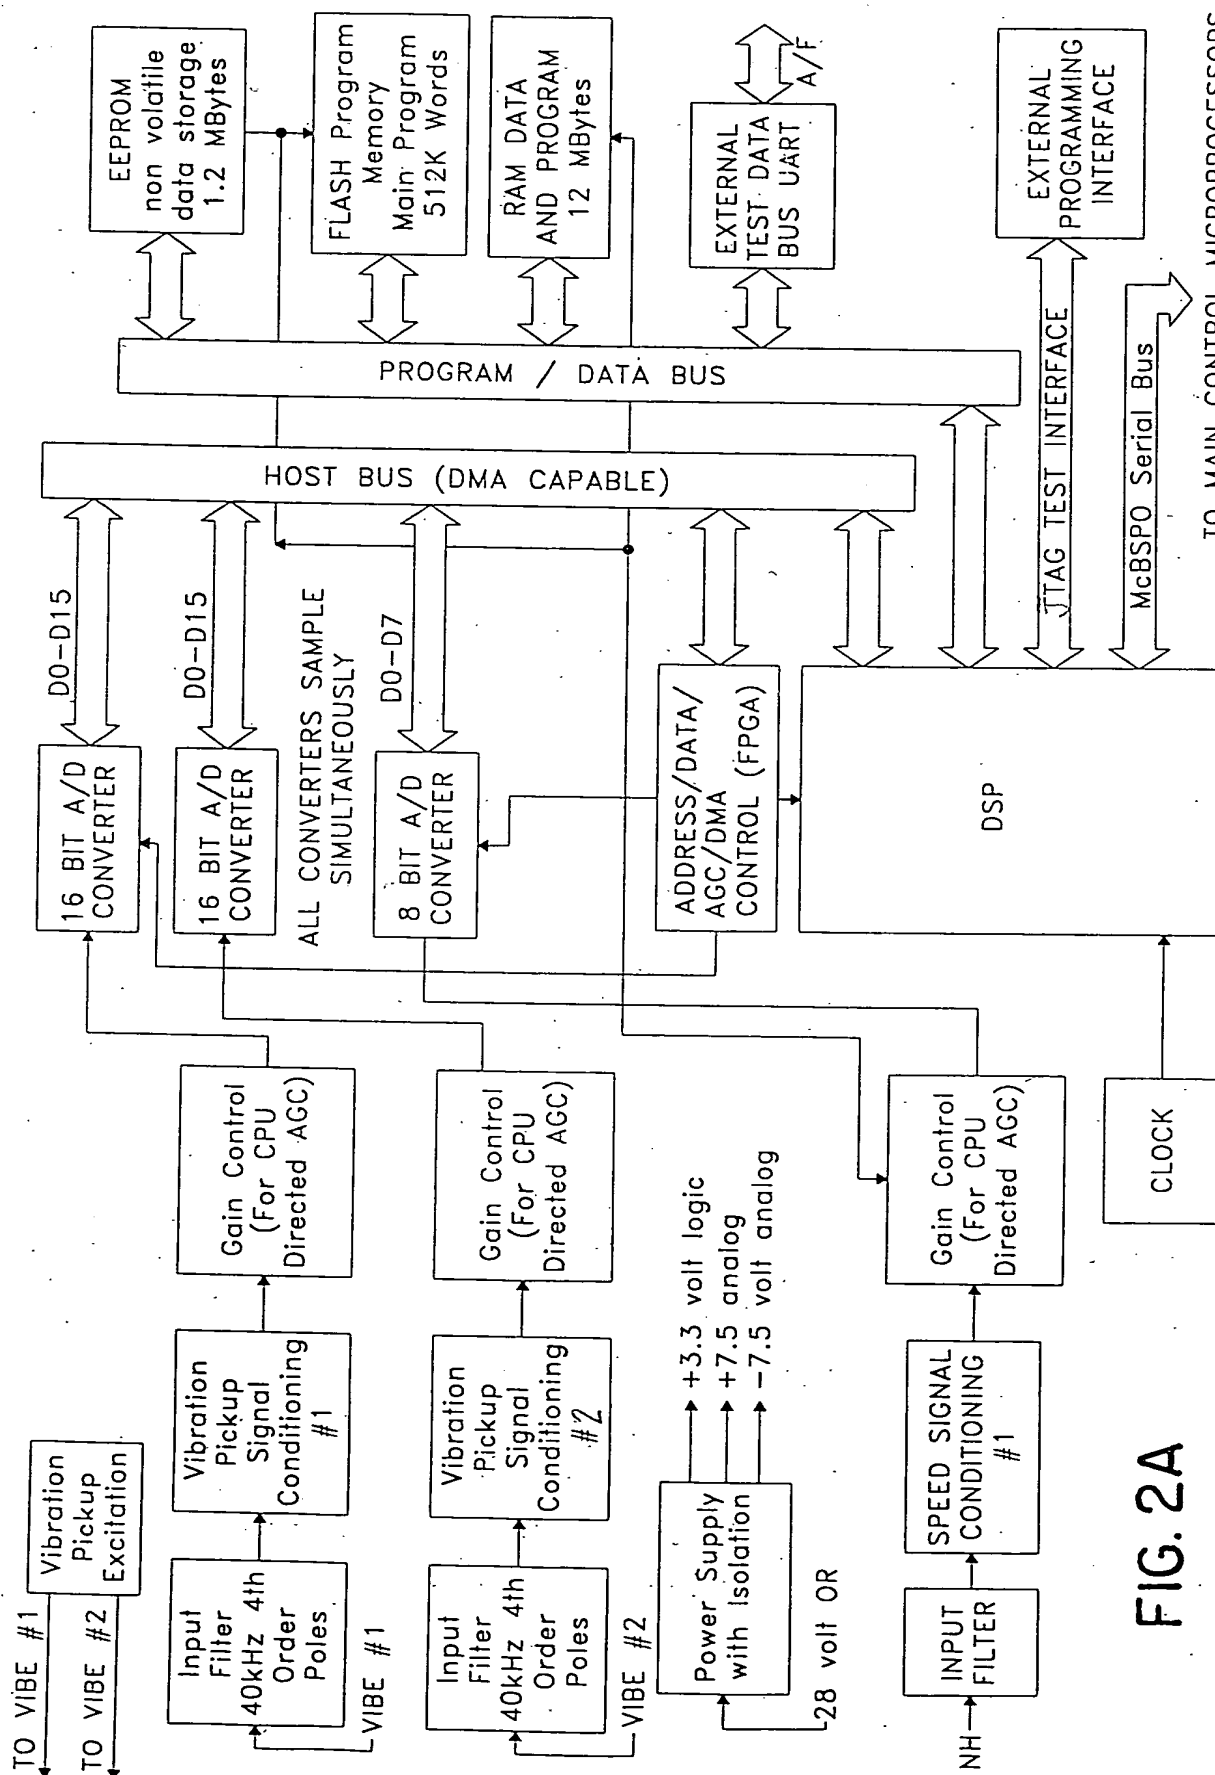 TO VIBE #1
TO VIBE #2
Vibration
Pickup
Excitation
Input
Filter
40kHz 4th
Order
Poles
VIBE #1
Vibration
Pickup
Signal
Conditioning
#1
Gain Control
(For CPU
Directed AGC)
16 BIT A/D
CONVERTER
D0-D15
16 BIT A/D
CONVERTER
D0-D15
ALL CONVERTERS SAMPLE
SIMULTANEOUSLY
Input
Filter
40kHz 4th
Order
Poles
VIBE #2
Vibration
Pickup
Signal
Conditioning
#2
Gain Control
(For CPU
Directed AGC)
8 BIT A/D
CONVERTER
D0-D7
Power Supply
with Isolation
28 volt OR
+3.3 volt logic
+7.5 analog
-7.5 volt analog
ADDRESS/DATA/
AGC/DMA
CONTROL (FPGA)
NH
INPUT
FILTER
SPEED SIGNAL
CONDITIONING
#1
Gain Control
(For CPU
Directed AGC)
CLOCK
DSP
HOST BUS (DMA CAPABLE)
PROGRAM / DATA BUS
EEPROM
non volatile
data storage
1.2 MBytes
FLASH Program
Memory
Main Program
512K Words
RAM DATA
AND PROGRAM
12 MBytes
EXTERNAL
TEST DATA
BUS UART
A/F
JTAG TEST INTERFACE
EXTERNAL
PROGRAMMING
INTERFACE
McBSPO Serial Bus
TO MAIN CONTROL MICROPROCESSORS
FIG. 2A